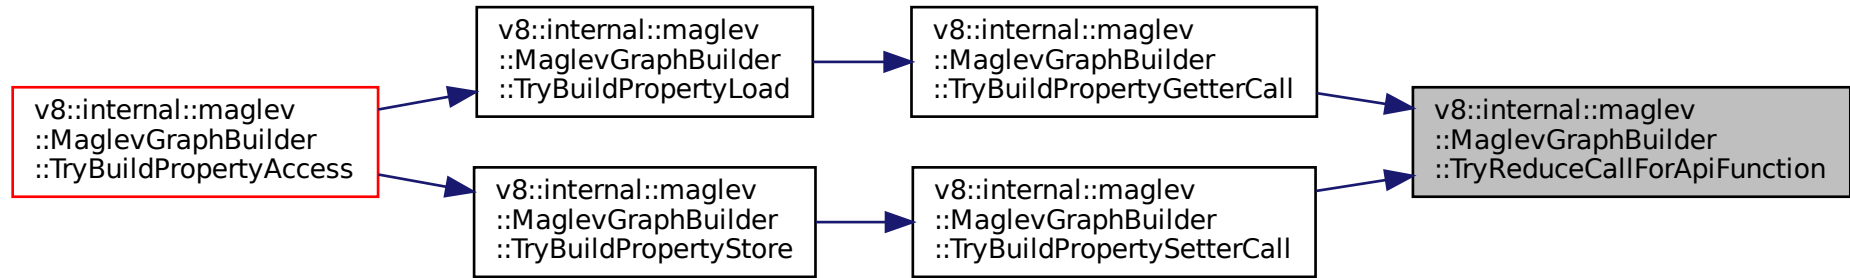 v8::internal::maglev
::MaglevGraphBuilder
::TryBuildPropertyAccess
v8::internal::maglev
::MaglevGraphBuilder
::TryBuildPropertyLoad
v8::internal::maglev
::MaglevGraphBuilder
::TryBuildPropertyGetterCall
v8::internal::maglev
::MaglevGraphBuilder
::TryBuildPropertyStore
v8::internal::maglev
::MaglevGraphBuilder
::TryBuildPropertySetterCall
v8::internal::maglev
::MaglevGraphBuilder
::TryReduceCallForApiFunction